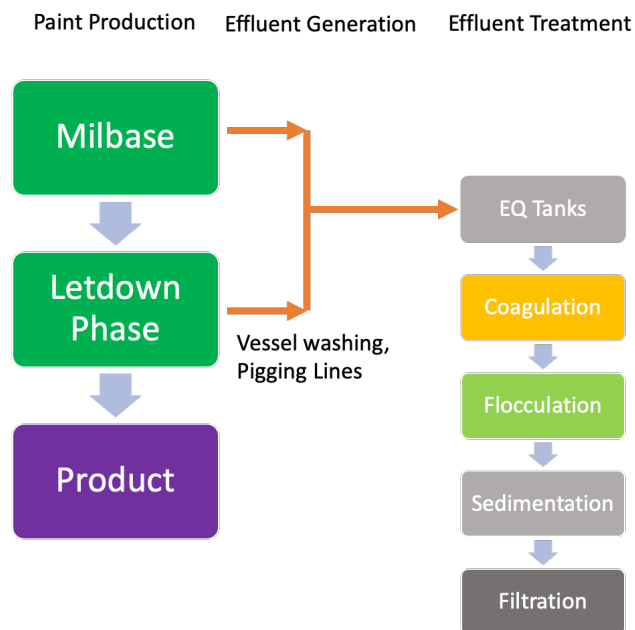 Paint Production
Effluent Generation
Effluent Treatment
Milbase
Letdown
Phase
Product
Vessel washing,
Pigging Lines
EQ Tanks
Coagulation
Flocculation
Sedimentation
Filtration